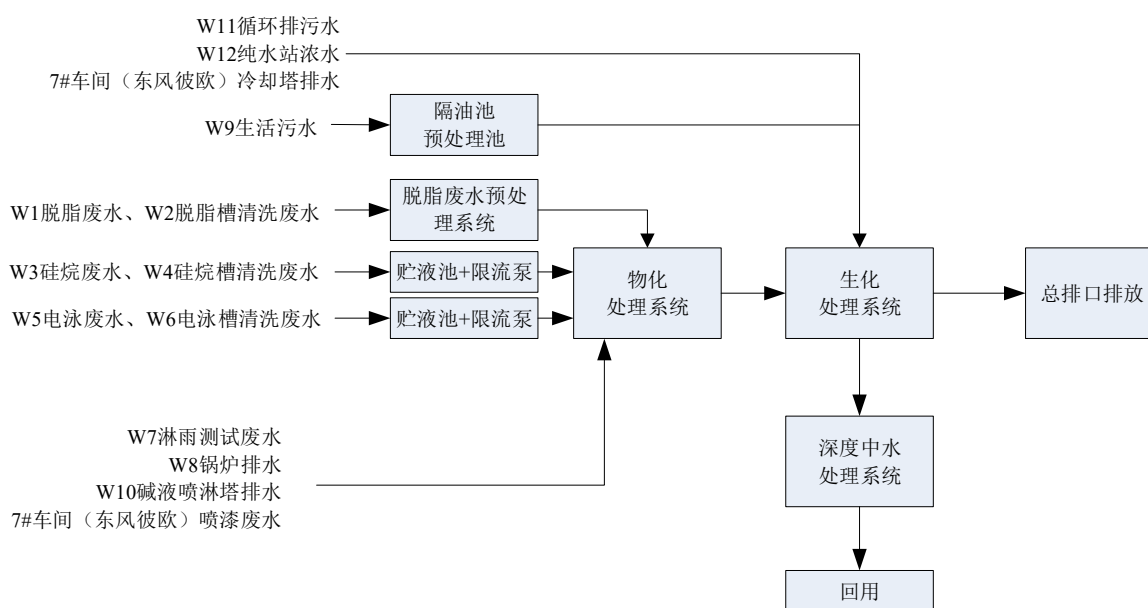 W11循环排污水
W12纯水站浓水
7#车间（东风彼欧）冷却塔排水
W9生活污水
隔油池
预处理池
W1脱脂废水、W2脱脂槽清洗废水
脱脂废水预处
理系统
W3硅烷废水、W4硅烷槽清洗废水
贮液池+限流泵
W5电泳废水、W6电泳槽清洗废水
贮液池+限流泵
物化
处理系统
生化
处理系统
总排口排放
W7淋雨测试废水
W8锅炉排水
W10碱液喷淋塔排水
7#车间（东风彼欧）喷漆废水
深度中水
处理系统
回用